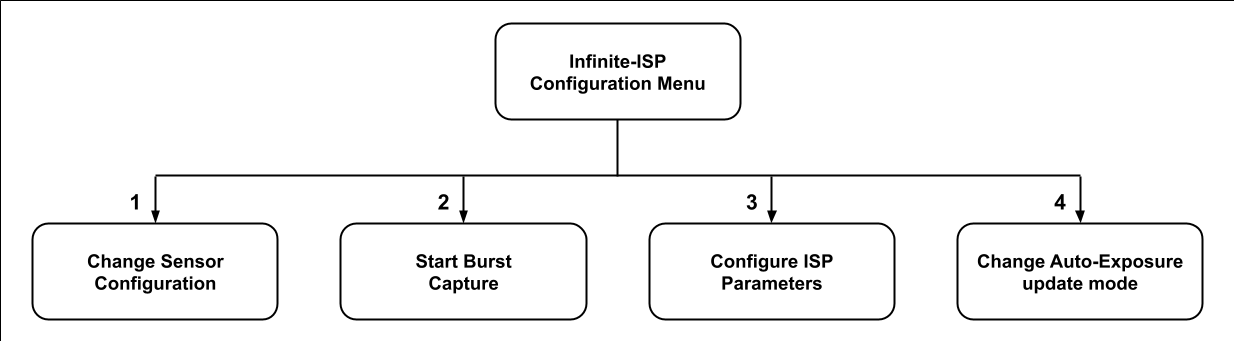 Infinite-ISP
Configuration Menu
1
2
3
4
Change Sensor
Configuration
Start Burst
Capture
Configure ISP
Parameters
Change Auto-Exposure
update mode